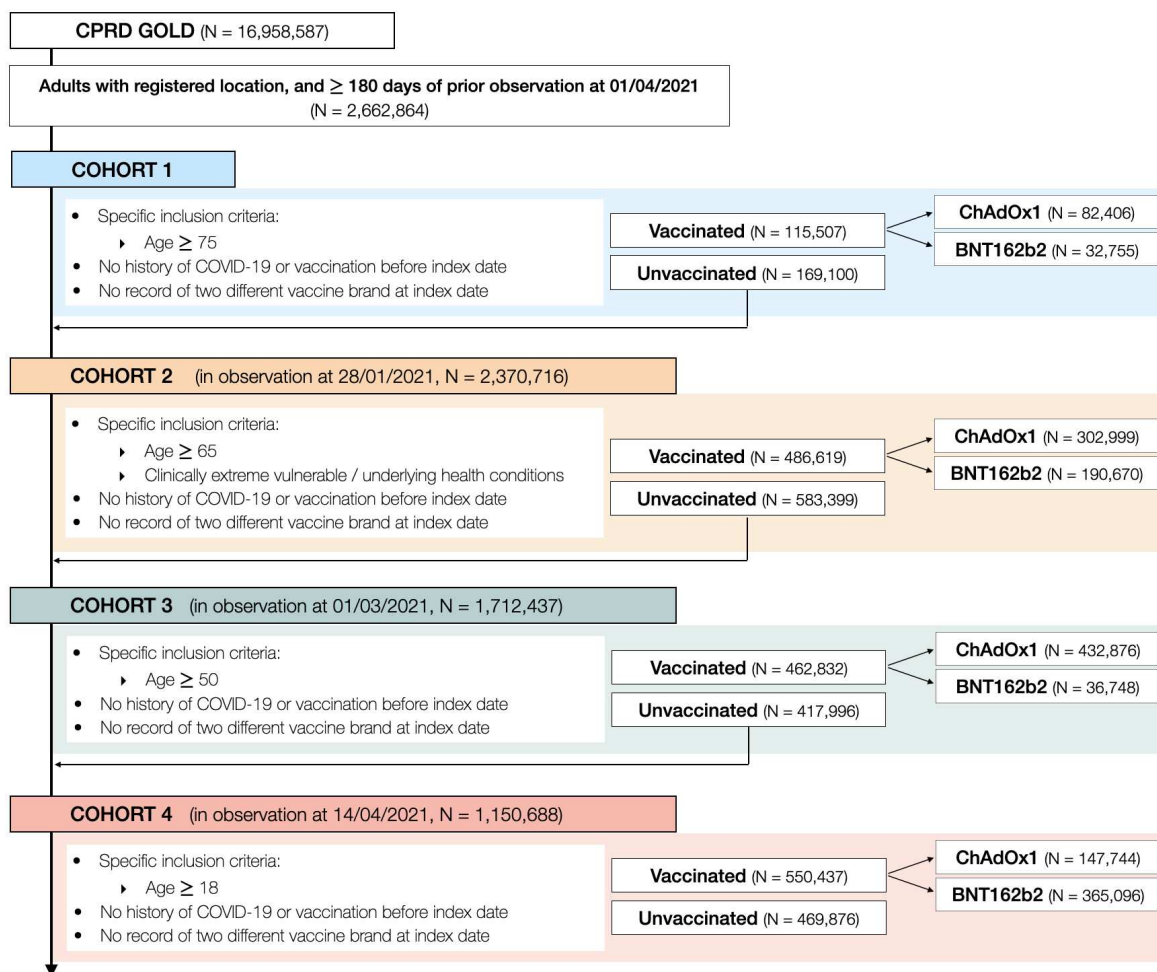 CPRD GOLD (N = 16,958,587)
Adults with registered location, and ≥ 180 days of prior observation at 01/04/2021
(N = 2,662,864)
COHORT 1
• Specific inclusion criteria:
▸ Age ≥ 75
• No history of COVID-19 or vaccination before index date
• No record of two different vaccine brand at index date
Vaccinated (N = 115,507)
Unvaccinated (N = 169,100)
ChAdOx1 (N = 82,406)
BNT162b2 (N = 32,755)
COHORT 2 (in observation at 28/01/2021, N = 2,370,716)
• Specific inclusion criteria:
▸ Age ≥ 65
▸ Clinically extreme vulnerable / underlying health conditions
• No history of COVID-19 or vaccination before index date
• No record of two different vaccine brand at index date
Vaccinated (N = 486,619)
Unvaccinated (N = 583,399)
ChAdOx1 (N = 302,999)
BNT162b2 (N = 190,670)
COHORT 3 (in observation at 01/03/2021, N = 1,712,437)
• Specific inclusion criteria:
▸ Age ≥ 50
• No history of COVID-19 or vaccination before index date
• No record of two different vaccine brand at index date
Vaccinated (N = 462,832)
Unvaccinated (N = 417,996)
ChAdOx1 (N = 432,876)
BNT162b2 (N = 36,748)
COHORT 4 (in observation at 14/04/2021, N = 1,150,688)
• Specific inclusion criteria:
▸ Age ≥ 18
• No history of COVID-19 or vaccination before index date
• No record of two different vaccine brand at index date
Vaccinated (N = 550,437)
Unvaccinated (N = 469,876)
ChAdOx1 (N = 147,744)
BNT162b2 (N = 365,096)